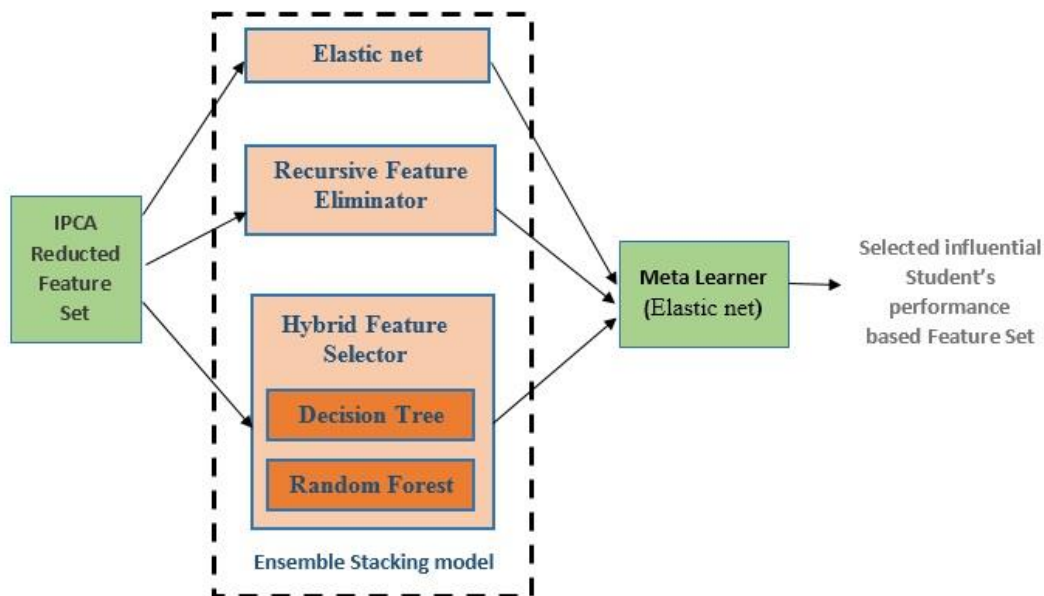 IPCA
Reducted
Feature
Set
Elastic net
Recursive Feature
Eliminator
Hybrid Feature
Selector
Decision Tree
Random Forest
Ensemble Stacking model
Meta Learner
(Elastic net)
Selected influential
Student's
performance
based Feature Set